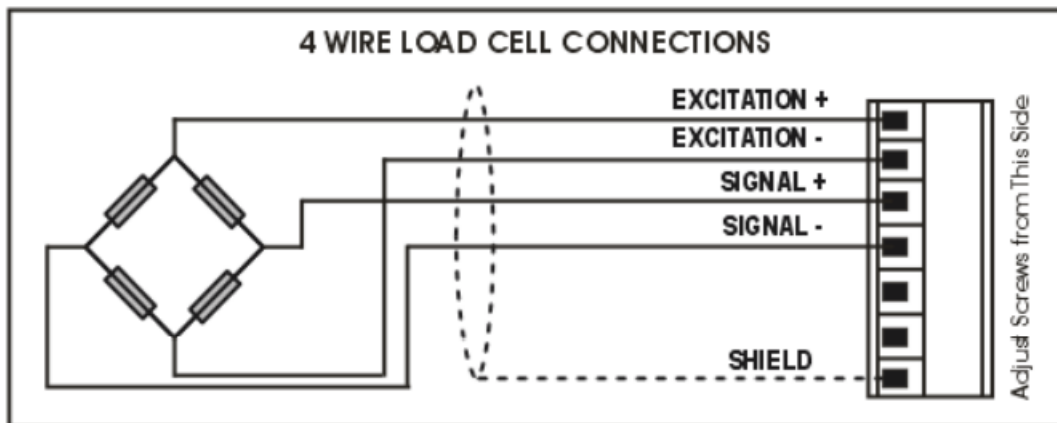 4 WIRE LOAD CELL CONNECTIONS
EXCITATION +
EXCITATION -
SIGNAL +
SIGNAL -
SHIELD
Adjust Screws from This Side